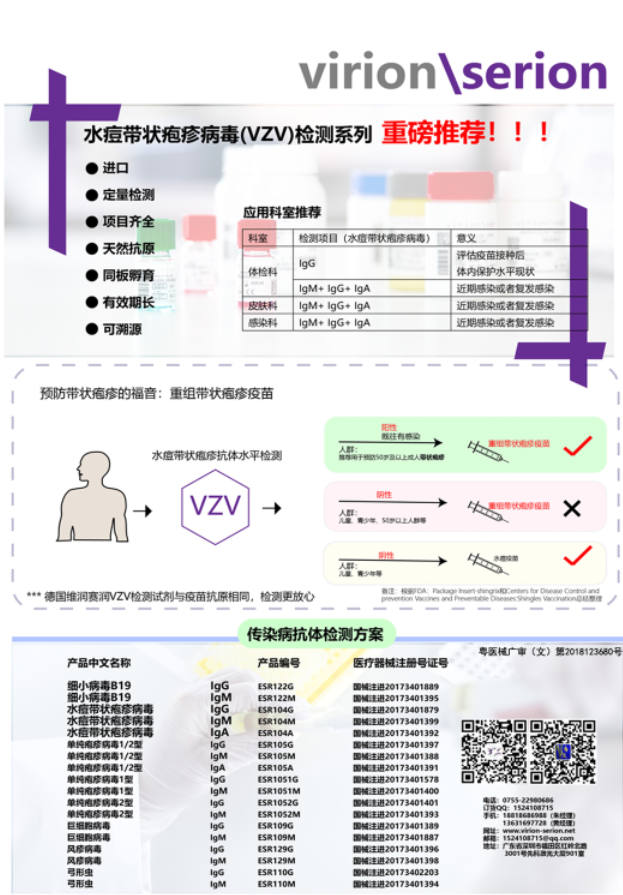 virion\serion
水痘带状疱疹病毒(VZV)检测系列 重磅推荐！！！
● 进口
● 定量检测
● 项目齐全
● 天然抗原
● 同板孵育
● 有效期长
● 可溯源
应用科室推荐
科室 检测项目（水痘带状疱疹病毒） 意义
体检科 IgG 评估疫苗接种后
体内保护水平现状
IgM+ IgG+ IgA 近期感染或者复发感染
皮肤科 IgM+ IgG+ IgA 近期感染或者复发感染
感染科 IgM+ IgG+ IgA 近期感染或者复发感染
预防带状疱疹的福音：重组带状疱疹疫苗
水痘带状疱疹抗体水平检测
VZV
阳性
既往有感染
人群：
推荐用于预防50岁及以上成人带状疱疹
重组带状疱疹疫苗
阴性
人群：
儿童、青少年、50岁以上人群等
重组带状疱疹疫苗
阴性
人群：
儿童、青少年等
水痘疫苗
*** 德国维润赛润VZV检测试剂与疫苗抗原相同，检测更放心
备注：根据FDA：Package Insert-shingrix和Centers for Disease Control and
prevention Vaccines and Preventable Diseases:Shingles Vaccination总结整理
传染病抗体检测方案
粤医械广审（文）第2018123680号
产品中文名称 产品编号 医疗器械注册号证号
细小病毒B19 IgG ESR122G 国械注进20173401889
细小病毒B19 IgM ESR122M 国械注进20173401395
水痘带状疱疹病毒 IgG ESR104G 国械注进20173401879
水痘带状疱疹病毒 IgM ESR104M 国械注进20173401399
水痘带状疱疹病毒 IgA ESR104A 国械注进20173401392
单纯疱疹病毒1/2型 IgG ESR105G 国械注进20173401397
单纯疱疹病毒1/2型 IgM ESR105M 国械注进20173401388
单纯疱疹病毒1/2型 IgA ESR105A 国械注进20173401391
单纯疱疹病毒1型 IgG ESR1051G 国械注进20173401578
单纯疱疹病毒1型 IgM ESR1051M 国械注进20173401400
单纯疱疹病毒2型 IgG ESR1052G 国械注进20173401401
单纯疱疹病毒2型 IgM ESR1052M 国械注进20173401393
巨细胞病毒 IgG ESR109G 国械注进20173401389
巨细胞病毒 IgM ESR109M 国械注进20173401887
风疹病毒 IgG ESR129G 国械注进20173401396
风疹病毒 IgM ESR129M 国械注进20173401398
弓形虫 IgG ESR110G 国械注进20173402203
弓形虫 IgM ESR110M 国械注进20173401394
电话：0755-22980686
订货QQ：1524108715
手机：18818686988（朱经理）
13631697728（黄经理）
网址：www.virion-serion.net
邮箱：1524108715@qq.com
地址：广东省深圳市福田区红岭北路
3001号先科激光大厦901室